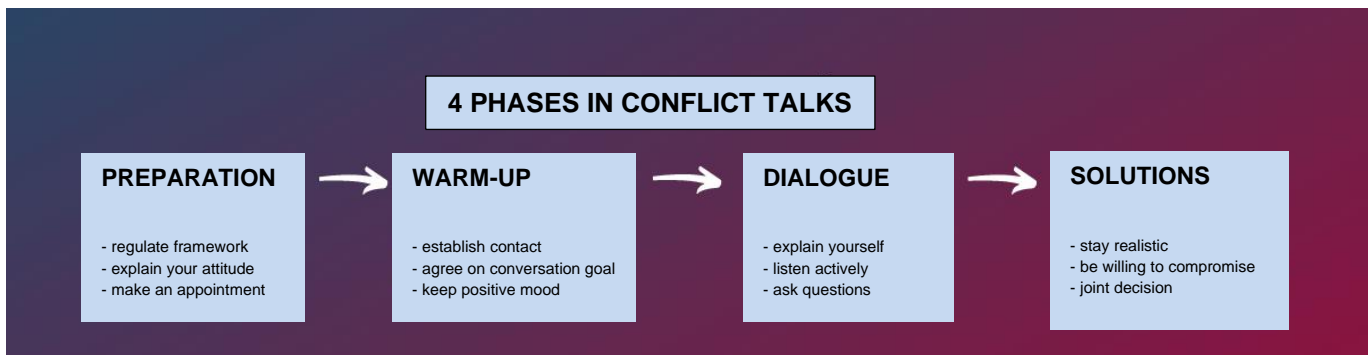 4 PHASES IN CONFLICT TALKS
PREPARATION
- regulate framework
- explain your attitude
- make an appointment
WARM-UP
- establish contact
- agree on conversation goal
- keep positive mood
DIALOGUE
- explain yourself
- listen actively
- ask questions
SOLUTIONS
- stay realistic
- be willing to compromise
- joint decision